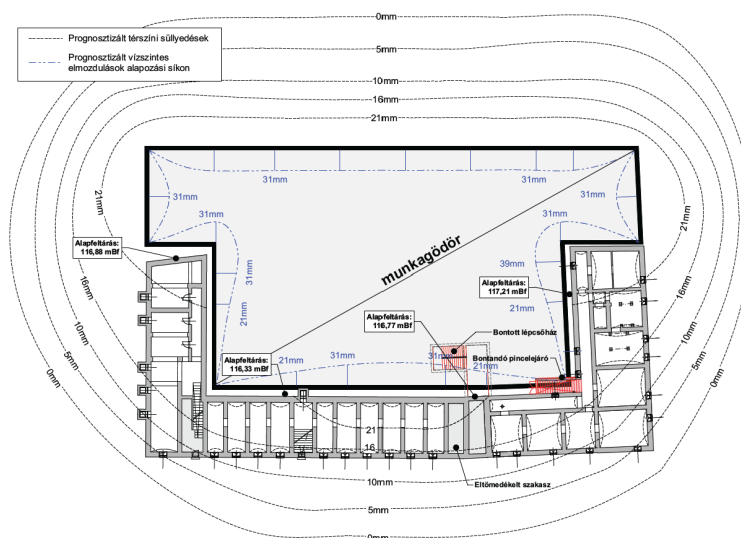 0mm
Prognosztizált térszíni süllyedések
Prognosztizált vízszintes
elmozdulások alapozási síkon
5mm
10mm
16mm
21mm
31mm
31mm
31mm
31mm
21mm
31mm
31mm
21mm
Alapfeltárás:
116,88 mBf
munkagödör
39mm
31mm
Alapfeltárás:
117,21 mBf
16mm
16mm
21mm
21mm
Alapfeltárás:
116,77 mBf
Bontott lépcsőház
10mm
10mm
Alapfeltárás:
116,33 mBf
21mm
31mm
31mm
21mm
Bontandó pincelejáró
5mm
5mm
0mm
0mm
21
16
10mm
Eltömedékelt szakasz
5mm
0mm